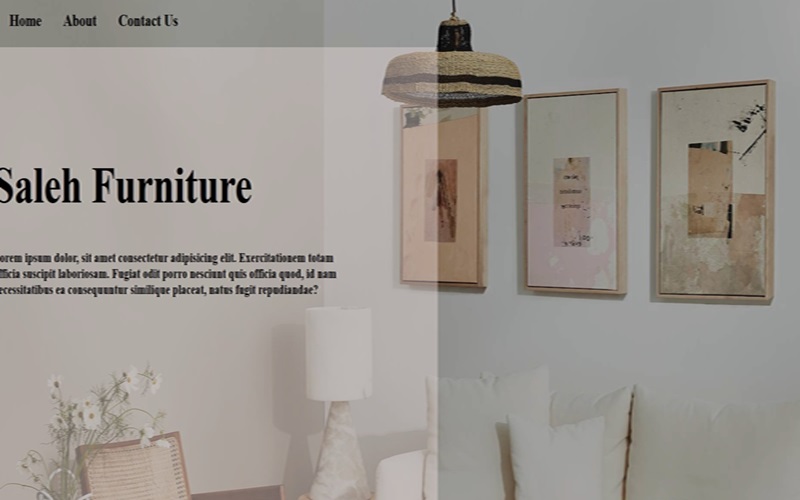 Home About Contact Us
Saleh Furniture
orem ipsum dolor, sit amet consectetur adipisicing elit. Exercitationem totam
fficia suscipit laboriosam. Fugiat odit porro nesciunt quis officia quod, id nam
ecessitatibus ea consequuntur similique placeat, natus fugit repudiandae?